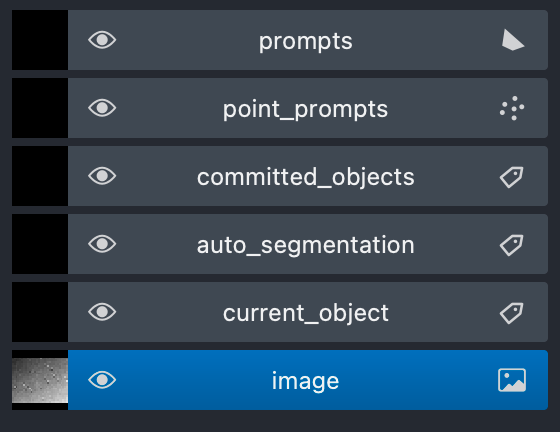 prompts
point_prompts
committed_objects
auto_segmentation
current_object
image